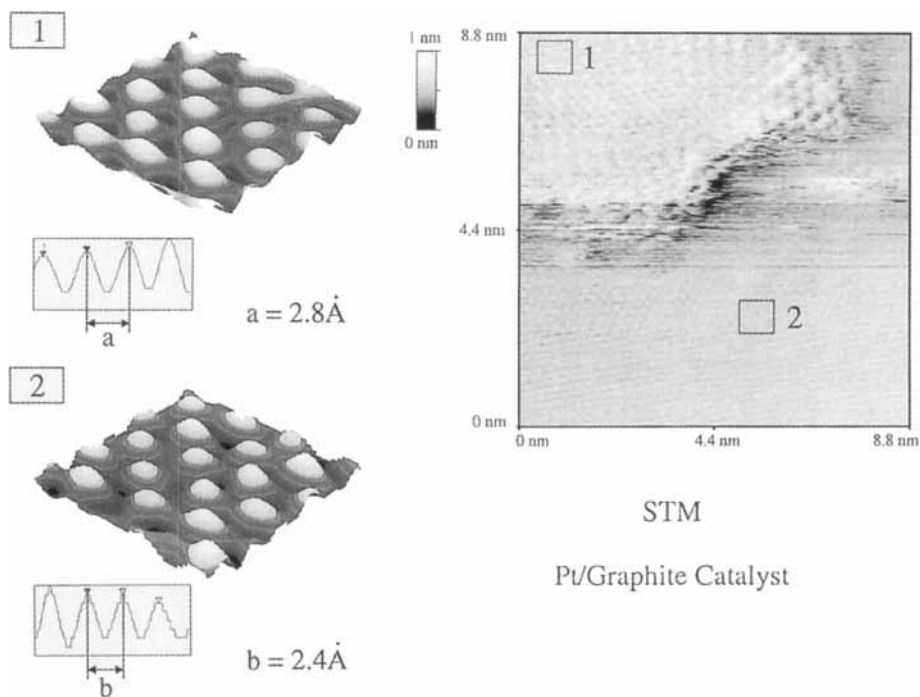 1
1 nm
0 nm
a
a = 2.8Å
2
b
b = 2.4Å
8.8 nm
4.4 nm
0 nm
1
2
0 nm
4.4 nm
8.8 nm
STM
Pt/Graphite Catalyst